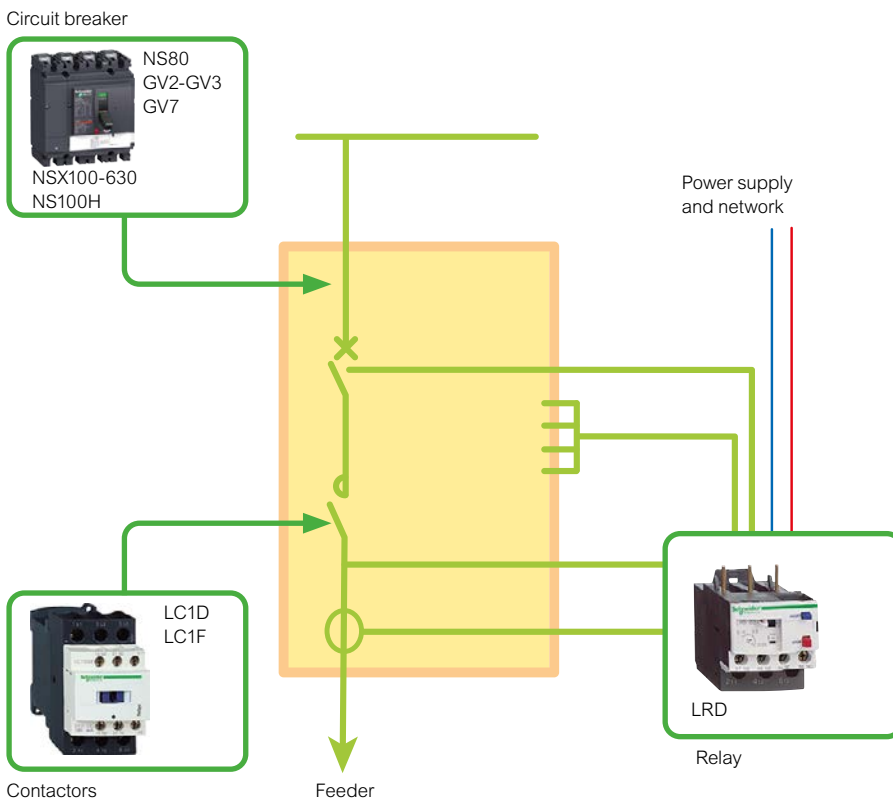 Circuit breaker
NS80
GV2-GV3
GV7
NSX100-630
NS100H
Power supply
and network
LC1D
LC1F
Contactors
Feeder
Schneider
LRD
Relay